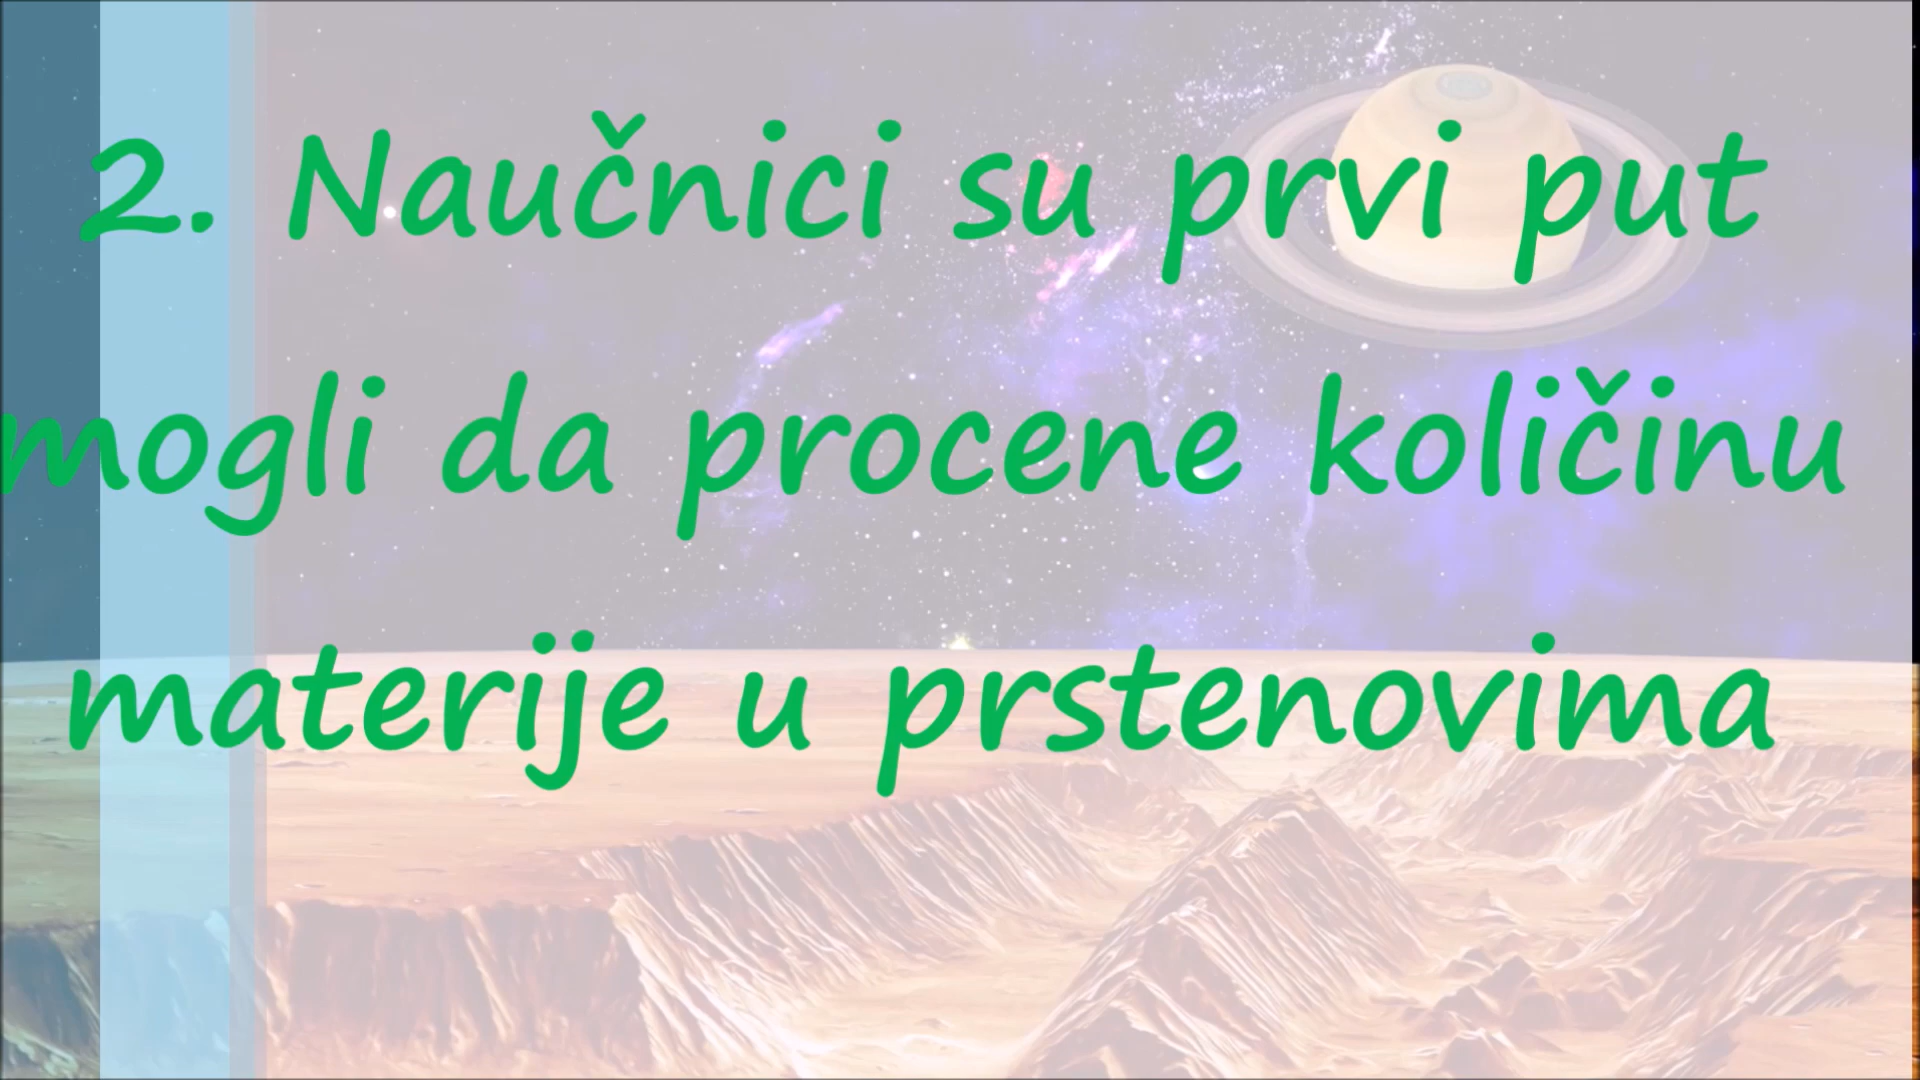 2. Naučnici su prvi put
mogli da procene količinu
materije u prstenovima